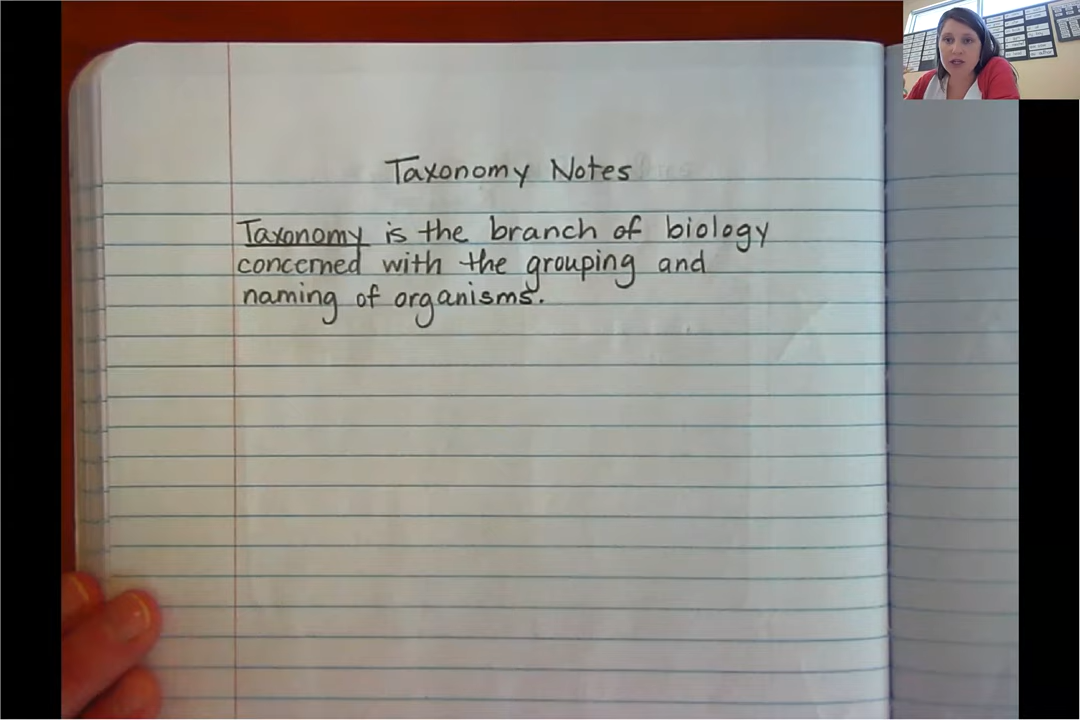 Taxonomy Notes
Taxonomy is the branch of biology
concerned with the grouping and
naming of organisms.